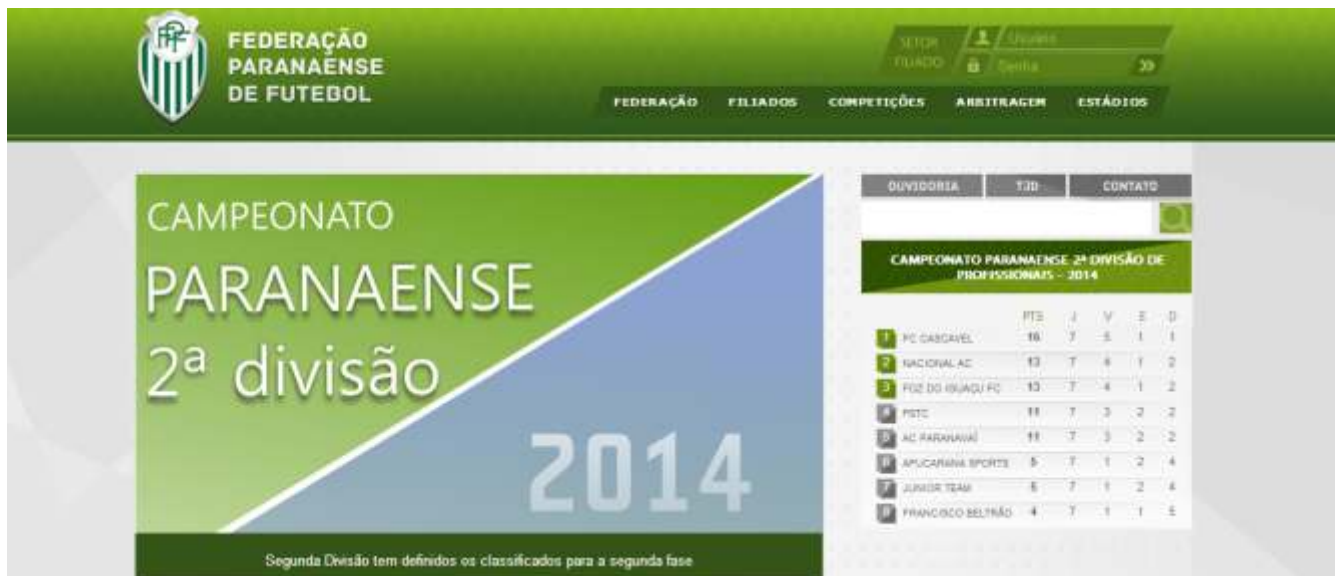 FPF
FEDERAÇÃO
PARANAENSE
DE FUTEBOL
SETOR
FILIADO
Usuário
Senha
FEDERAÇÃO FILIADOS COMPETIÇÕES ARBITRAGEM ESTÁDIOS
CAMPEONATO
PARANAENSE
2ª divisão
2014
Segunda Divisão tem definidos os classificados para a segunda fase
OUVIDORIA TJD CONTATO
CAMPEONATO PARANAENSE 2ª DIVISÃO DE
PROFISSIONAIS - 2014
PTS J V E D
1 FC CASCAVEL 16 7 5 1 1
2 NACIONAL AC 13 7 4 1 2
3 FOZ DO IGUAÇU FC 13 7 4 1 2
4 PSTC 11 7 3 2 2
5 AC PARANAVAÍ 11 7 3 2 2
6 APUCARANA SPORTS 5 7 1 2 4
7 JUNIOR TEAM 5 7 1 2 4
8 FRANCISCO BELTRÃO 4 7 1 1 5